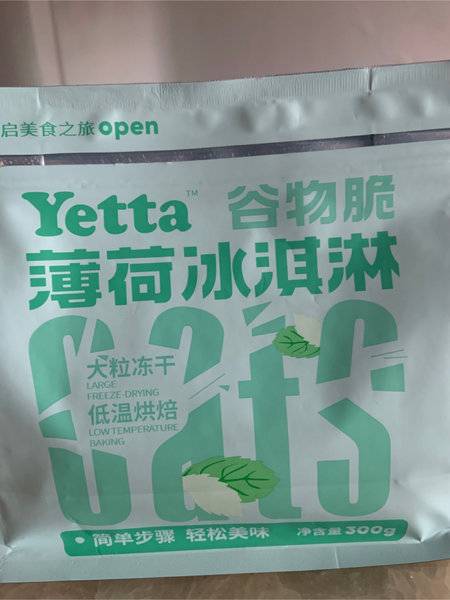 启美食之旅open
Yetta™ 谷物脆
薄荷冰淇淋
oats
大粒冻干
LARGE
FREEZE-DRYING
低温烘焙
LOW TEMPERATURE
BAKING
简单步骤 轻松美味 净含量300g